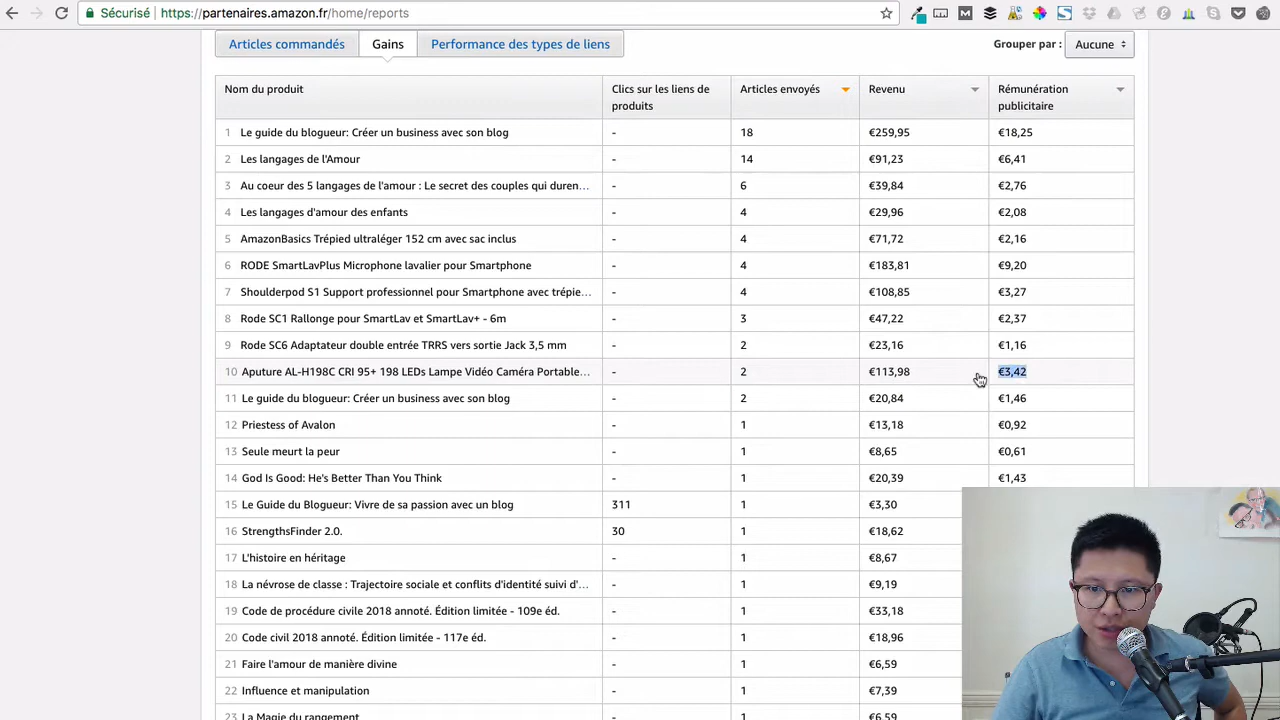 Sécurisé https://partenaires.amazon.fr/home/reports
Articles commandés Gains Performance des types de liens Grouper par : Aucune
Nom du produit Clics sur les liens de produits Articles envoyés Revenu Rémunération publicitaire
1 Le guide du blogueur: Créer un business avec son blog - 18 €259,95 €18,25
2 Les langages de l'Amour - 14 €91,23 €6,41
3 Au coeur des 5 langages de l'amour : Le secret des couples qui duren... - 6 €39,84 €2,76
4 Les langages d'amour des enfants - 4 €29,96 €2,08
5 AmazonBasics Trépied ultraléger 152 cm avec sac inclus - 4 €71,72 €2,16
6 RODE SmartLavPlus Microphone lavalier pour Smartphone - 4 €183,81 €9,20
7 Shoulderpod S1 Support professionnel pour Smartphone avec trépie... - 4 €108,85 €3,27
8 Rode SC1 Rallonge pour SmartLav et SmartLav+ - 6m - 3 €47,22 €2,37
9 Rode SC6 Adaptateur double entrée TRRS vers sortie Jack 3,5 mm - 2 €23,16 €1,16
10 Aputure AL-H198C CRI 95+ 198 LEDs Lampe Vidéo Caméra Portable... - 2 €113,98 €3,42
11 Le guide du blogueur: Créer un business avec son blog - 2 €20,84 €1,46
12 Priestess of Avalon - 1 €13,18 €0,92
13 Seule meurt la peur - 1 €8,65 €0,61
14 God Is Good: He's Better Than You Think - 1 €20,39 €1,43
15 Le Guide du Blogueur: Vivre de sa passion avec un blog 311 1 €3,30
16 StrengthsFinder 2.0. 30 1 €18,62
17 L'histoire en héritage - 1 €8,67
18 La névrose de classe : Trajectoire sociale et conflits d'identité suivi d'... - 1 €9,19
19 Code de procédure civile 2018 annoté. Édition limitée - 109e éd. - 1 €33,18
20 Code civil 2018 annoté. Édition limitée - 117e éd. - 1 €18,96
21 Faire l'amour de manière divine - 1 €6,59
22 Influence et manipulation - 1 €7,39
23 La Magie du rangement - 1 €6,59